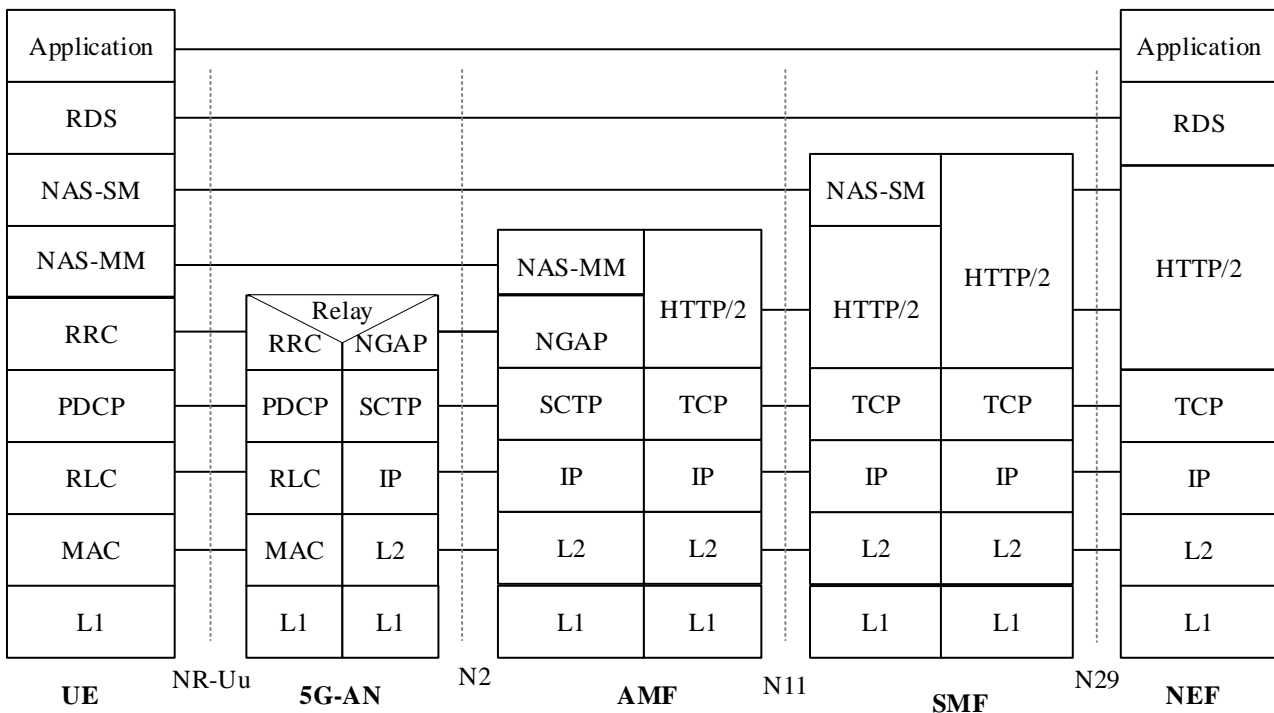 Application
RDS
NAS-SM
NAS-MM
RRC
PDCP
RLC
MAC
L1
UE
NR-Uu
Relay
RRC
NGAP
PDCP
SCTP
RLC
IP
MAC
L2
L1
L1
5G-AN
N2
NAS-MM
HTTP/2
NGAP
SCTP
TCP
IP
IP
L2
L2
L1
L1
AMF
N11
NAS-SM
HTTP/2
HTTP/2
TCP
TCP
IP
IP
L2
L2
L1
L1
SMF
N29
Application
RDS
HTTP/2
TCP
IP
L2
L1
NEF